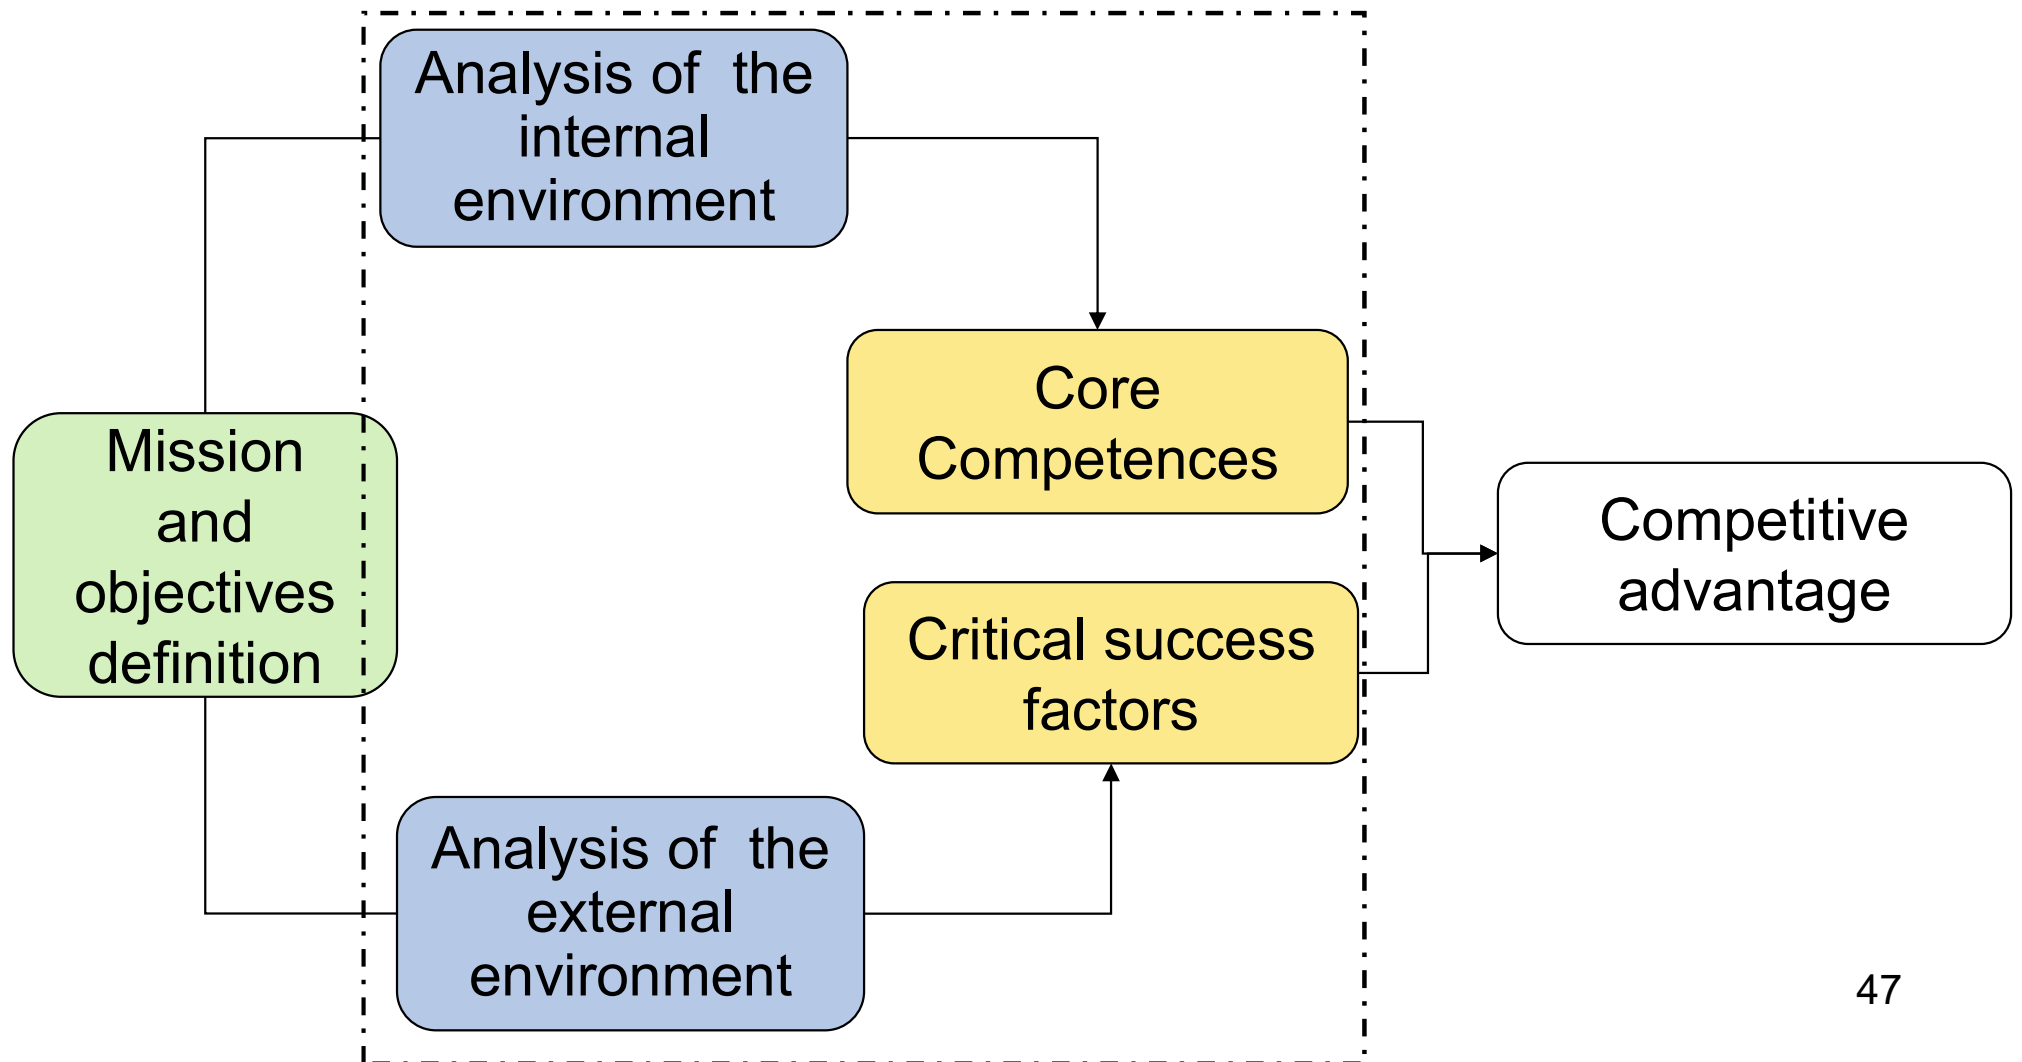 Analysis of  the
internal
environment
Core
Competences
Mission
and
objectives
definition
Competitive
advantage
Critical success
factors
Analysis of  the
external
environment
47